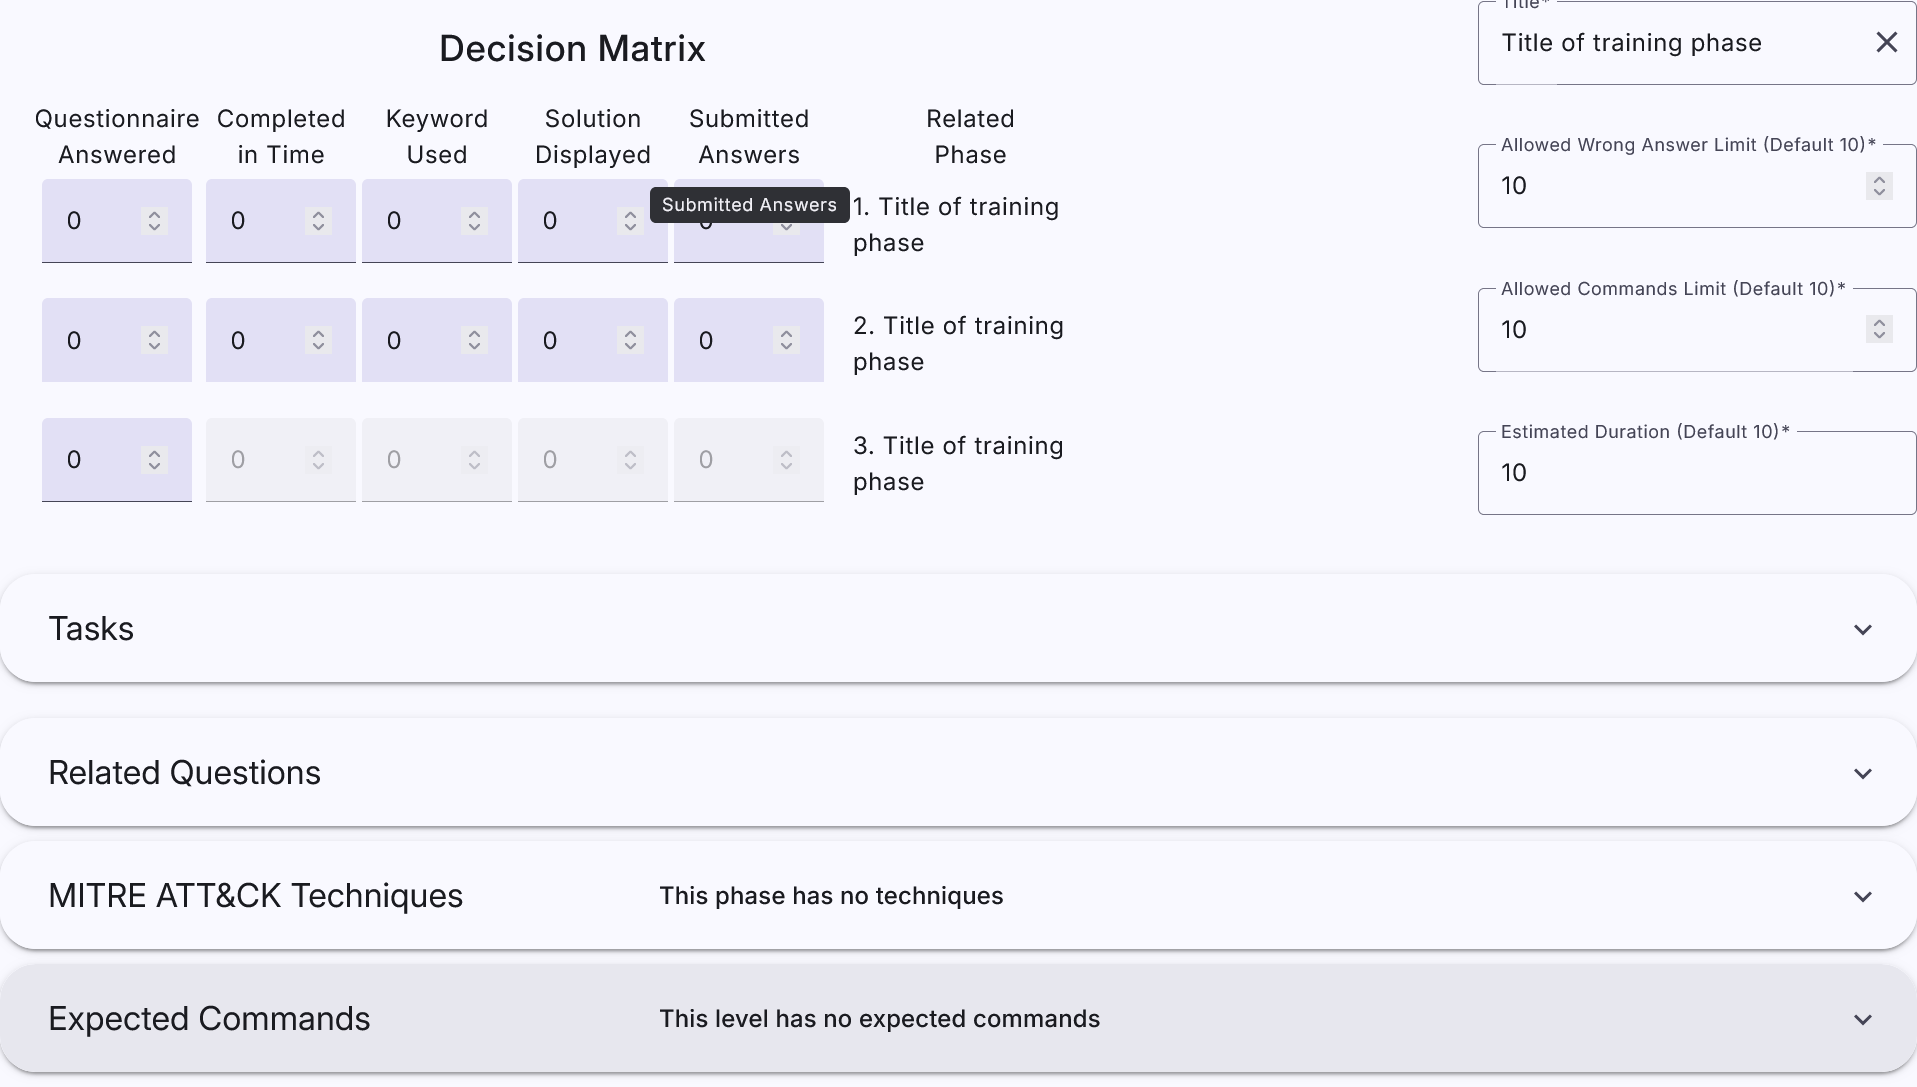 Title*
Title of training phase
Decision Matrix
Questionnaire Answered
Completed in Time
Keyword Used
Solution Displayed
Submitted Answers
Related Phase
0 0 0 0 0
Submitted Answers
1. Title of training
phase
0 0 0 0 0
2. Title of training
phase
0 0 0 0 0
3. Title of training
phase
Allowed Wrong Answer Limit (Default 10)*
10
Allowed Commands Limit (Default 10)*
10
Estimated Duration (Default 10)*
10
Tasks
Related Questions
MITRE ATT&CK Techniques This phase has no techniques
Expected Commands This level has no expected commands